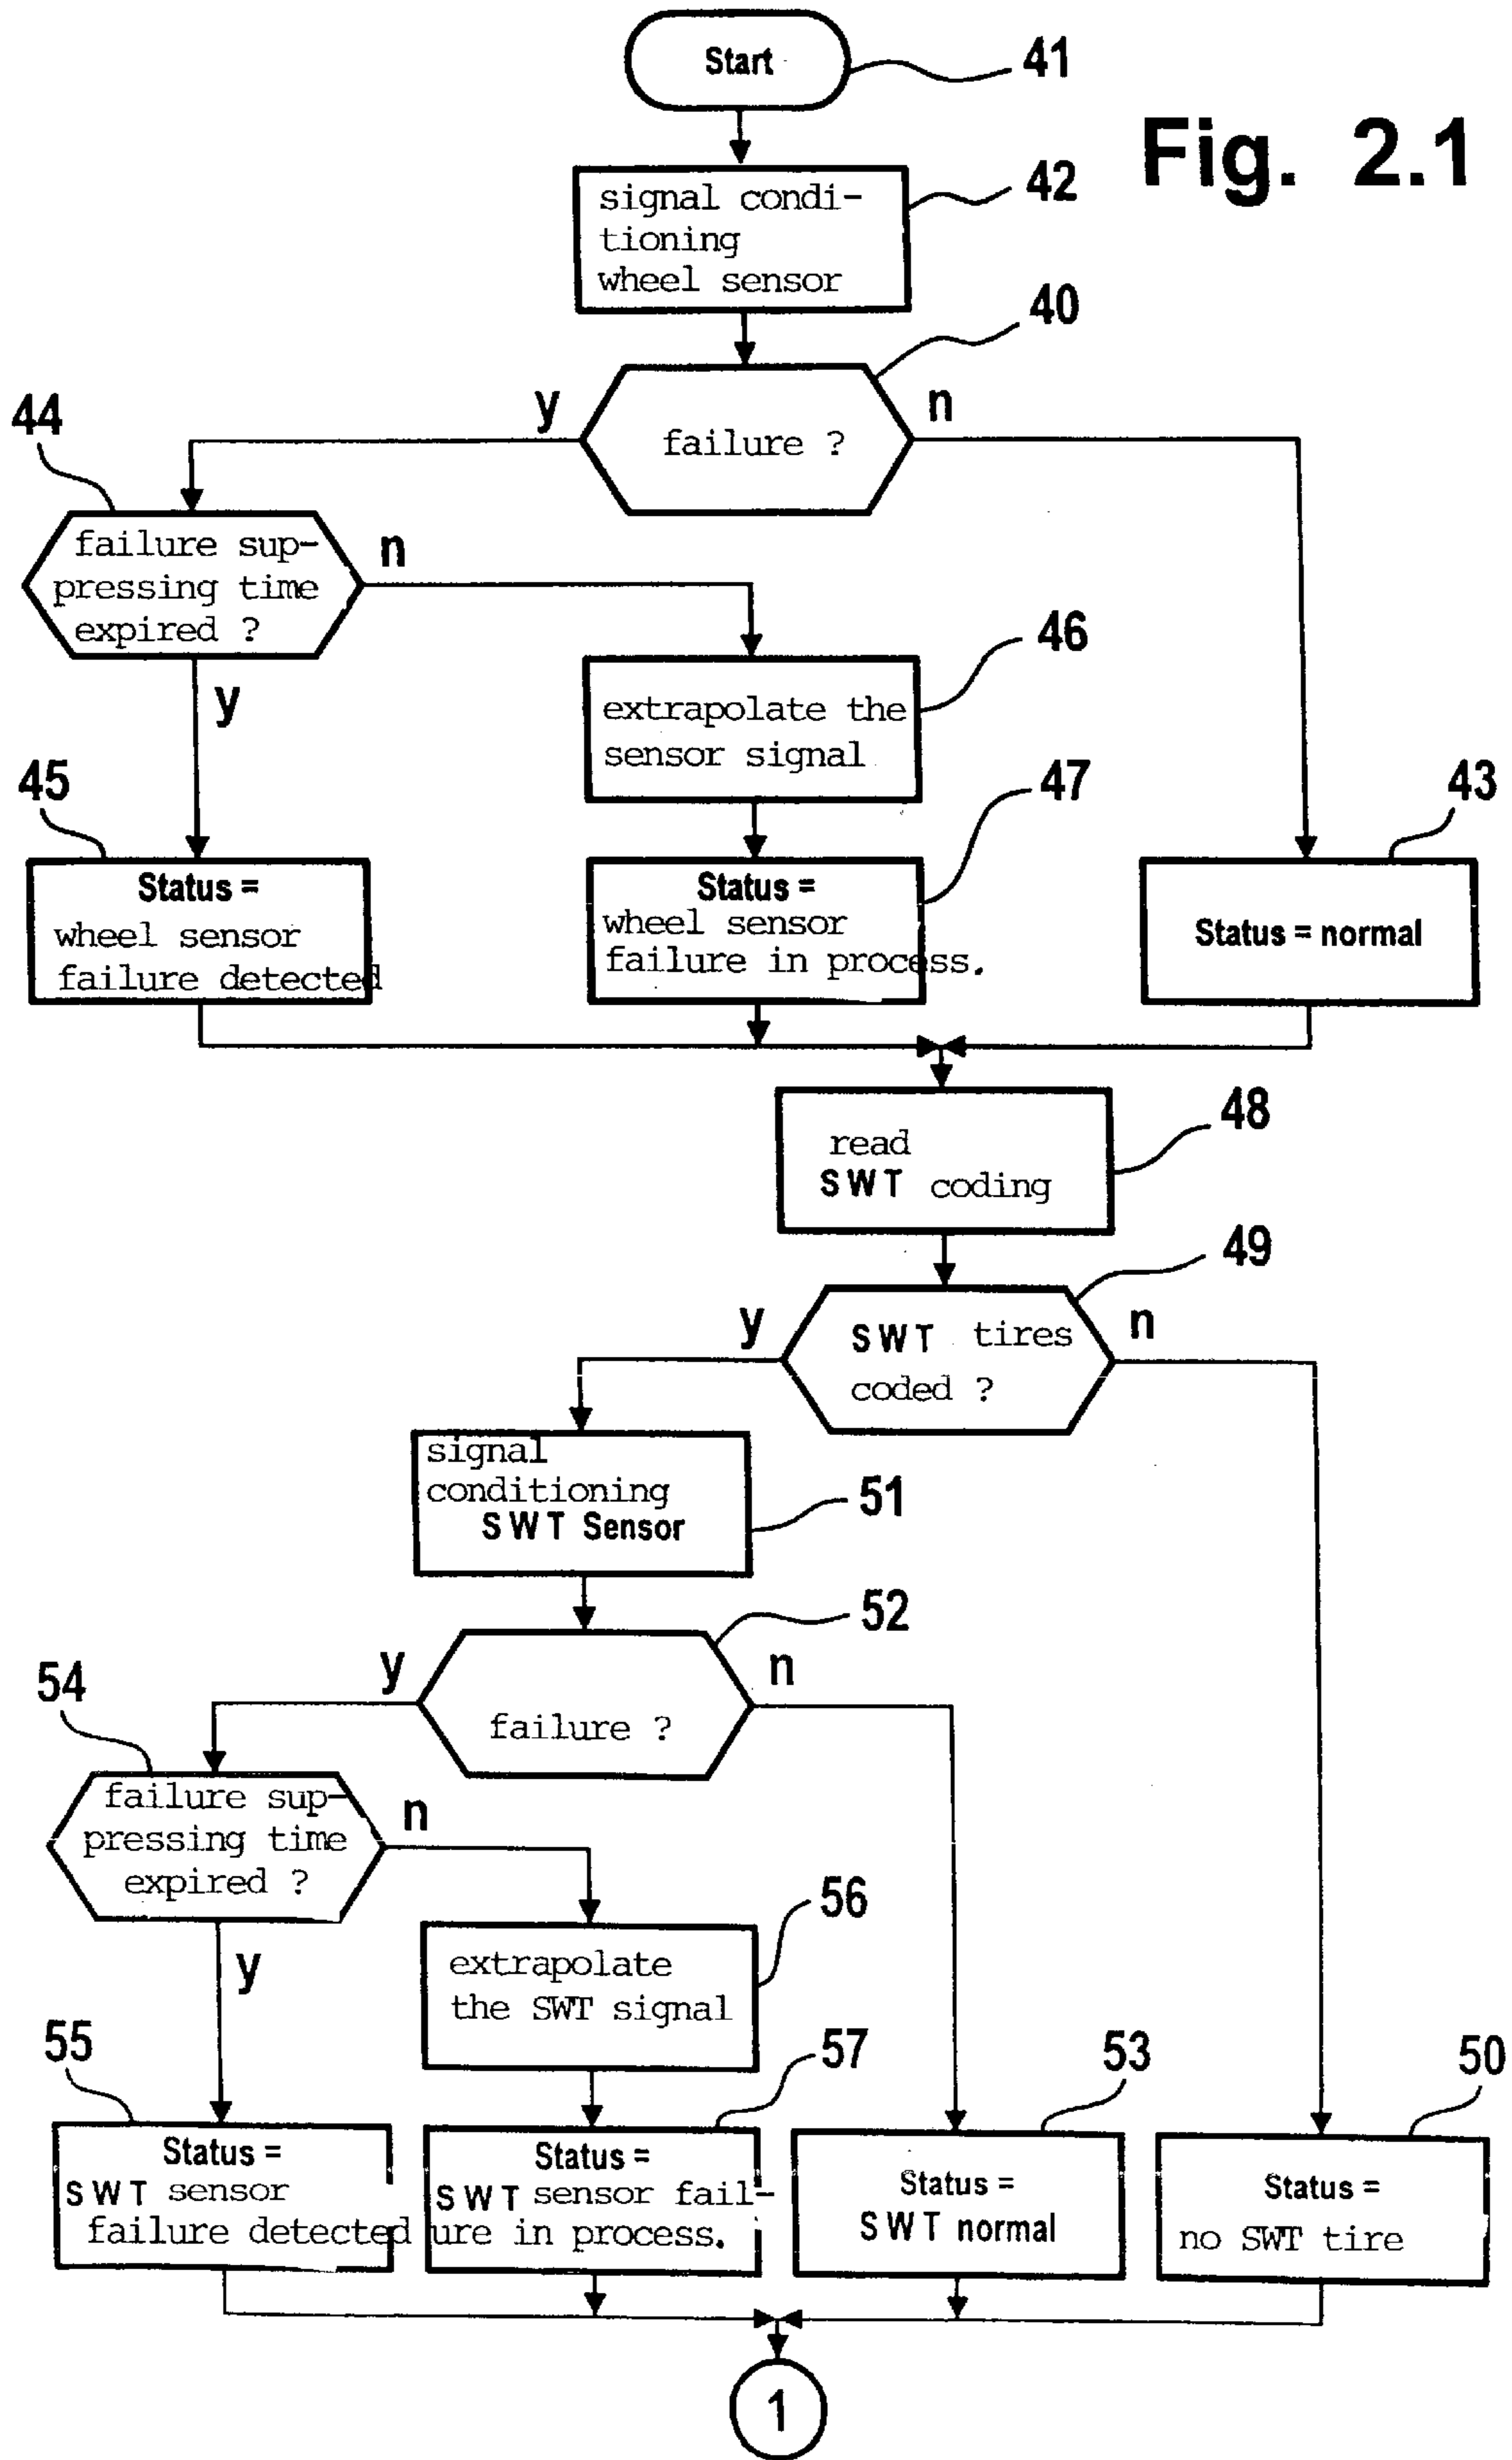 Start
41
Fig. 2.1
signal condi-
tioning
wheel sensor
42
40
y
n
failure ?
44
failure sup-
pressing time
expired ?
n
y
46
extrapolate the
sensor signal
45
47
43
Status =
wheel sensor
failure detected
Status =
wheel sensor
failure in process.
Status = normal
48
read
SWT coding
49
y
n
SWT tires
coded ?
signal
conditioning
SWT Sensor
51
52
y
n
failure ?
54
failure sup-
pressing time
expired ?
n
y
56
extrapolate
the SWT signal
55
57
53
50
Status =
SWT sensor
failure detected
Status =
SWT sensor fail-
ure in process.
Status =
SWT normal
Status =
no SWT tire
1